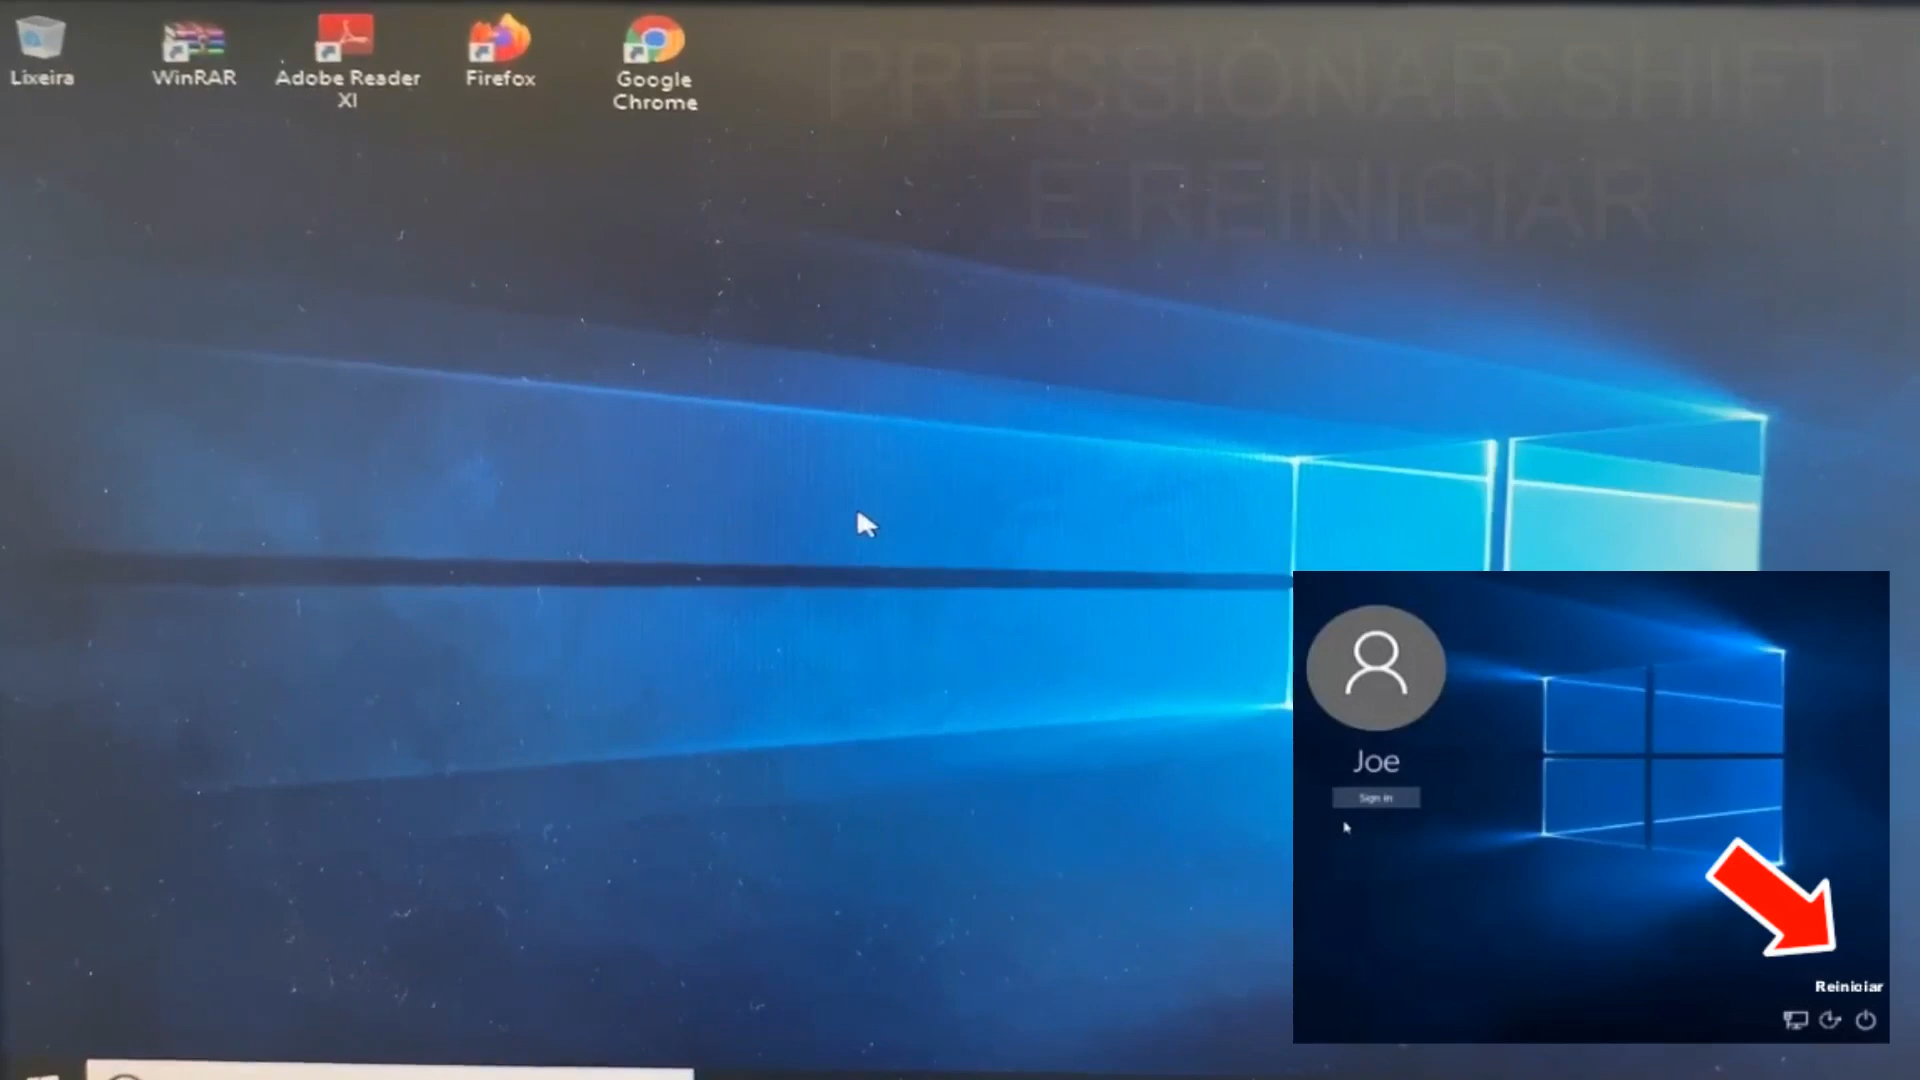 Lixeira
WinRAR
Adobe Reader
XI
Firefox
Google
Chrome
PRESSIONAR SHIFT
E REINICIAR
Joe
Sign in
Reiniciar